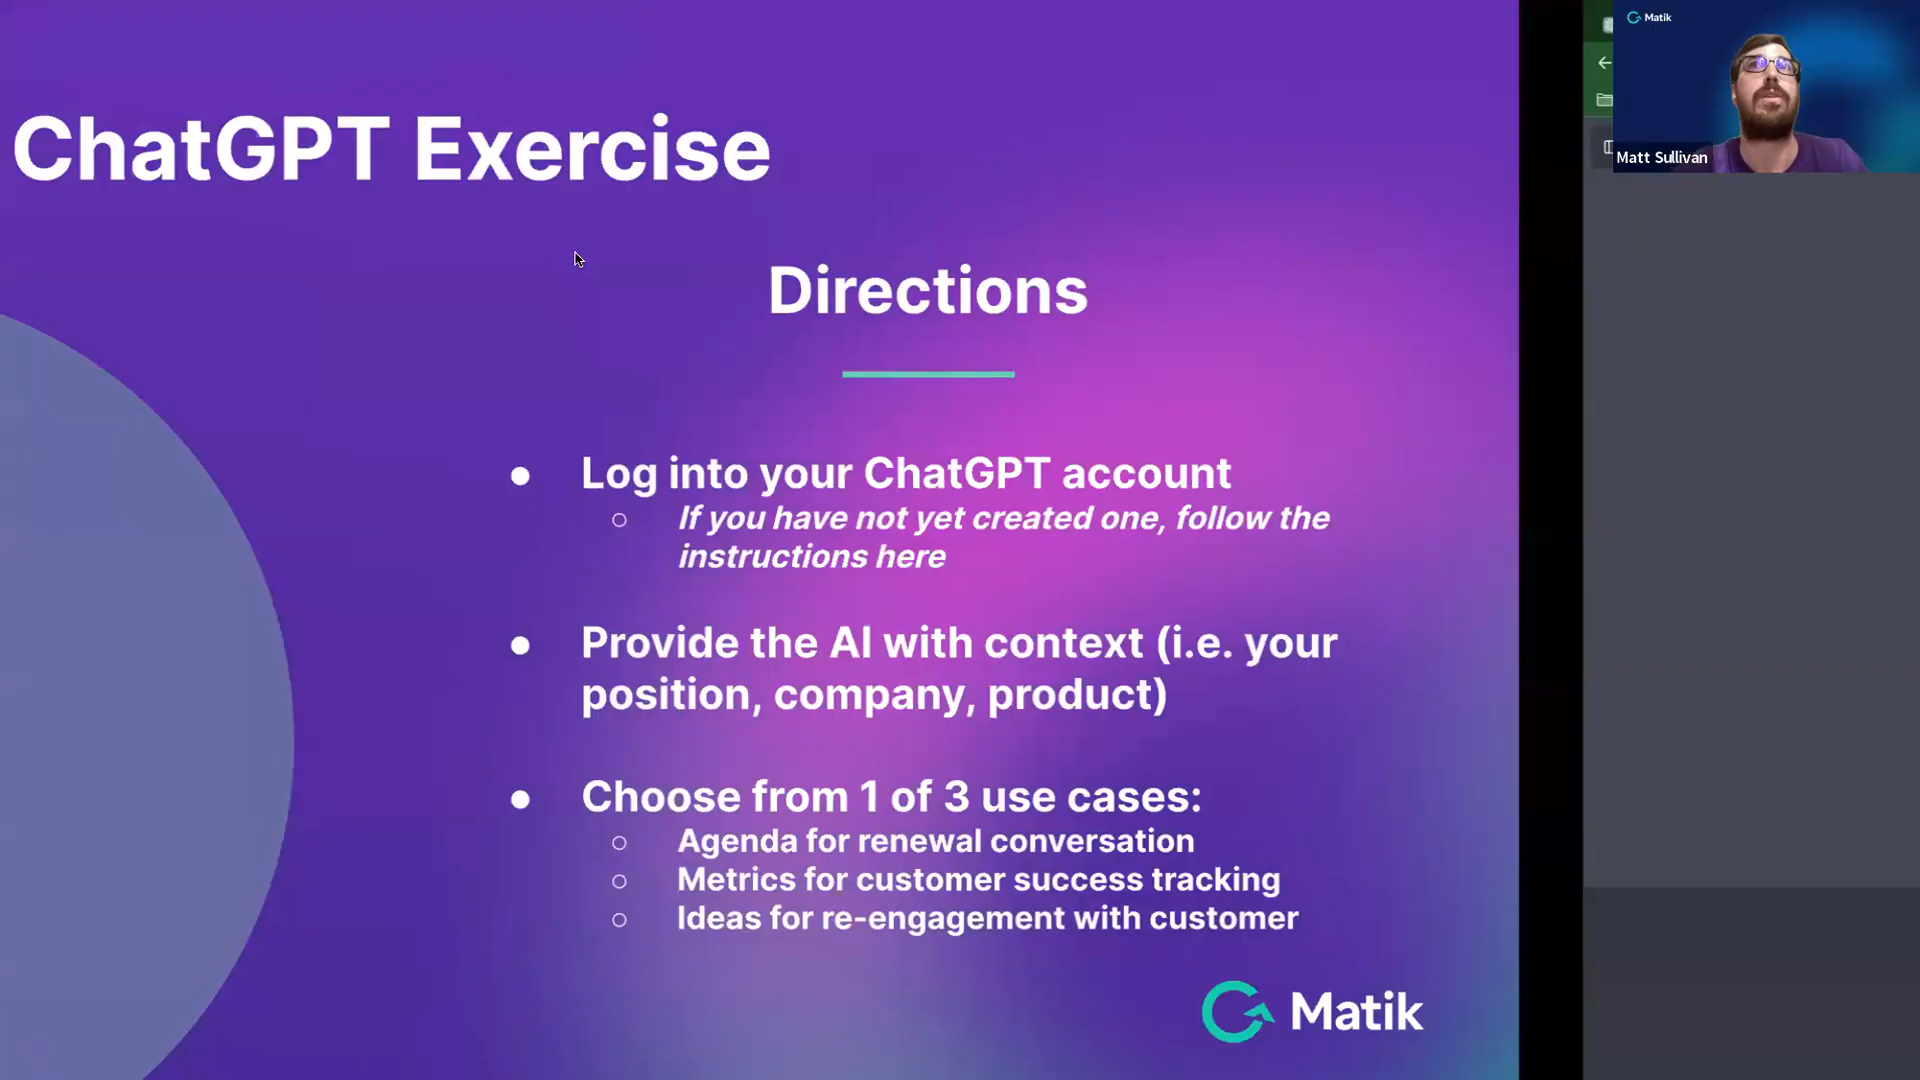 Matik
Matt Sullivan
ChatGPT Exercise
Directions
● Log into your ChatGPT account
○ If you have not yet created one, follow the
instructions here
● Provide the AI with context (i.e. your
position, company, product)
● Choose from 1 of 3 use cases:
○ Agenda for renewal conversation
○ Metrics for customer success tracking
○ Ideas for re-engagement with customer
Matik